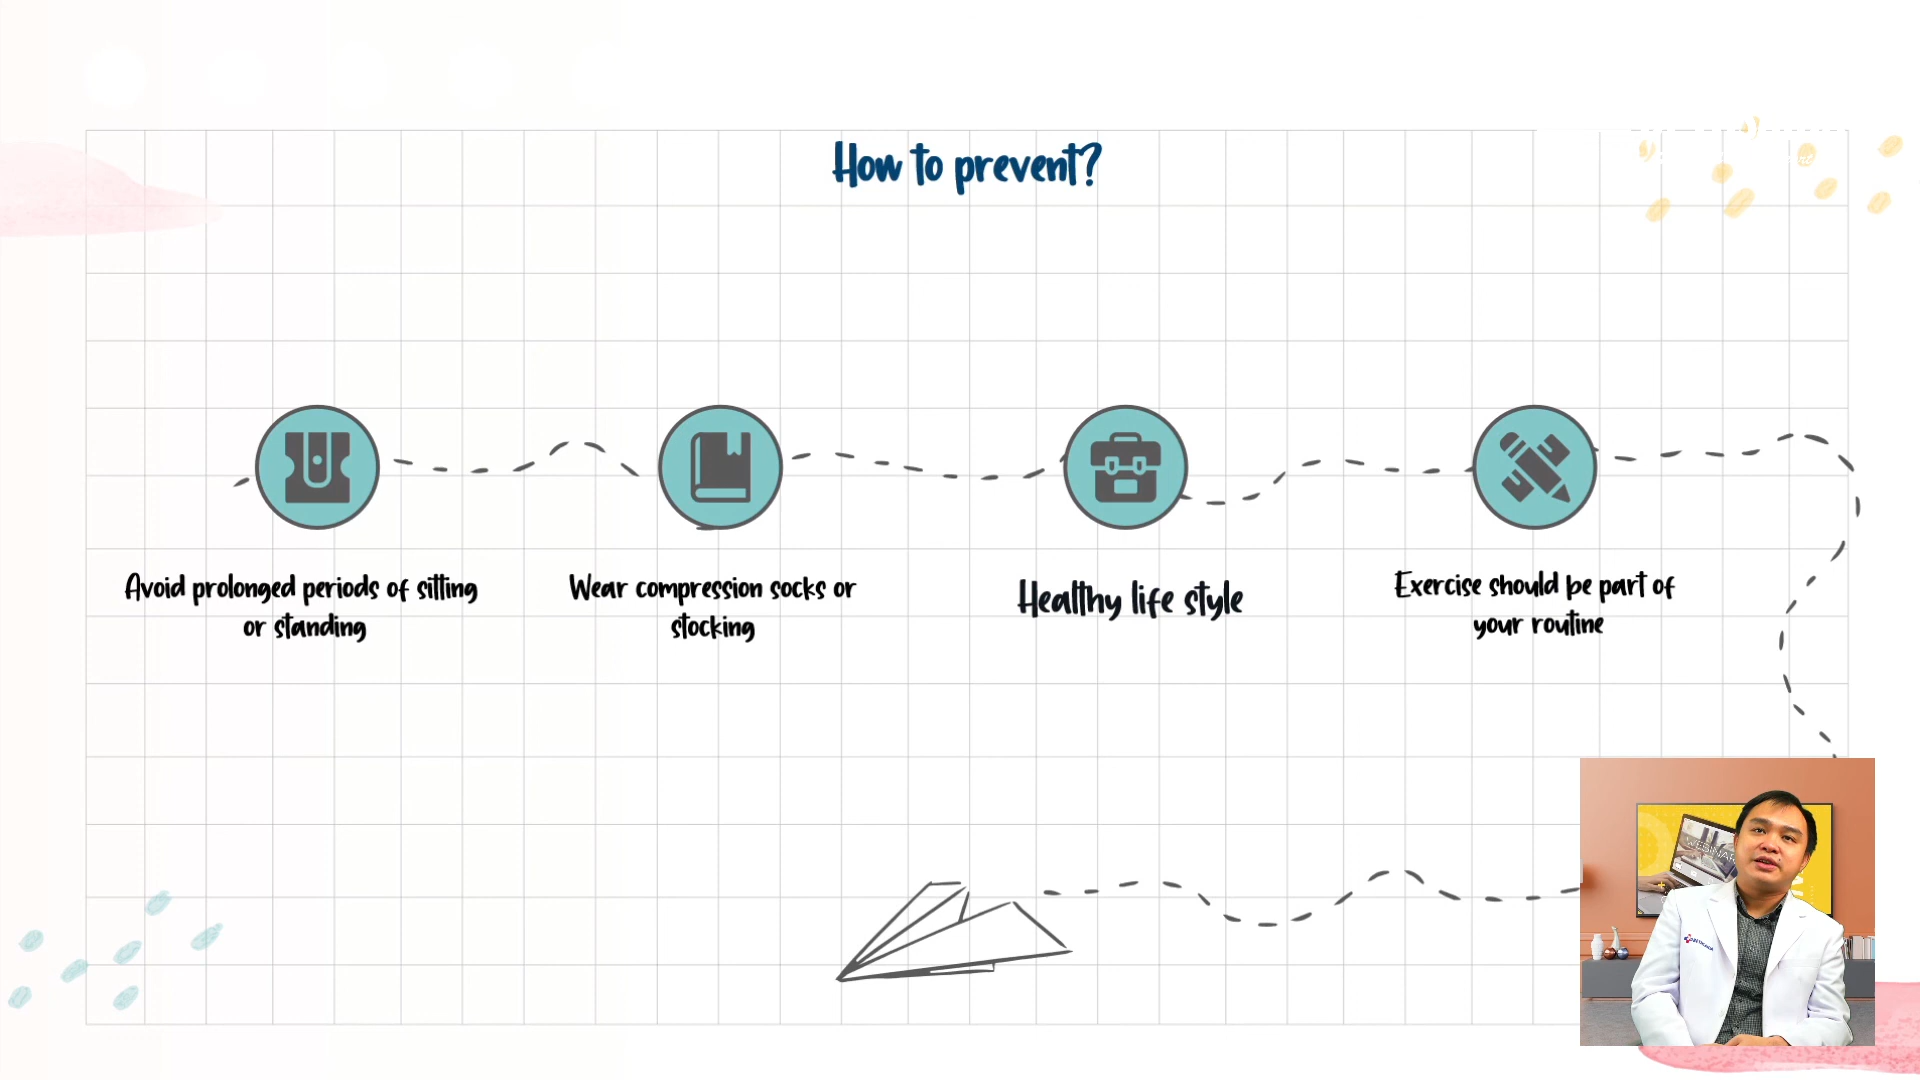 How to prevent?
Avoid prolonged periods of sitting
or standing
Wear compression socks or
stocking
Healthy life style
Exercise should be part of
your routine
WEBINAR